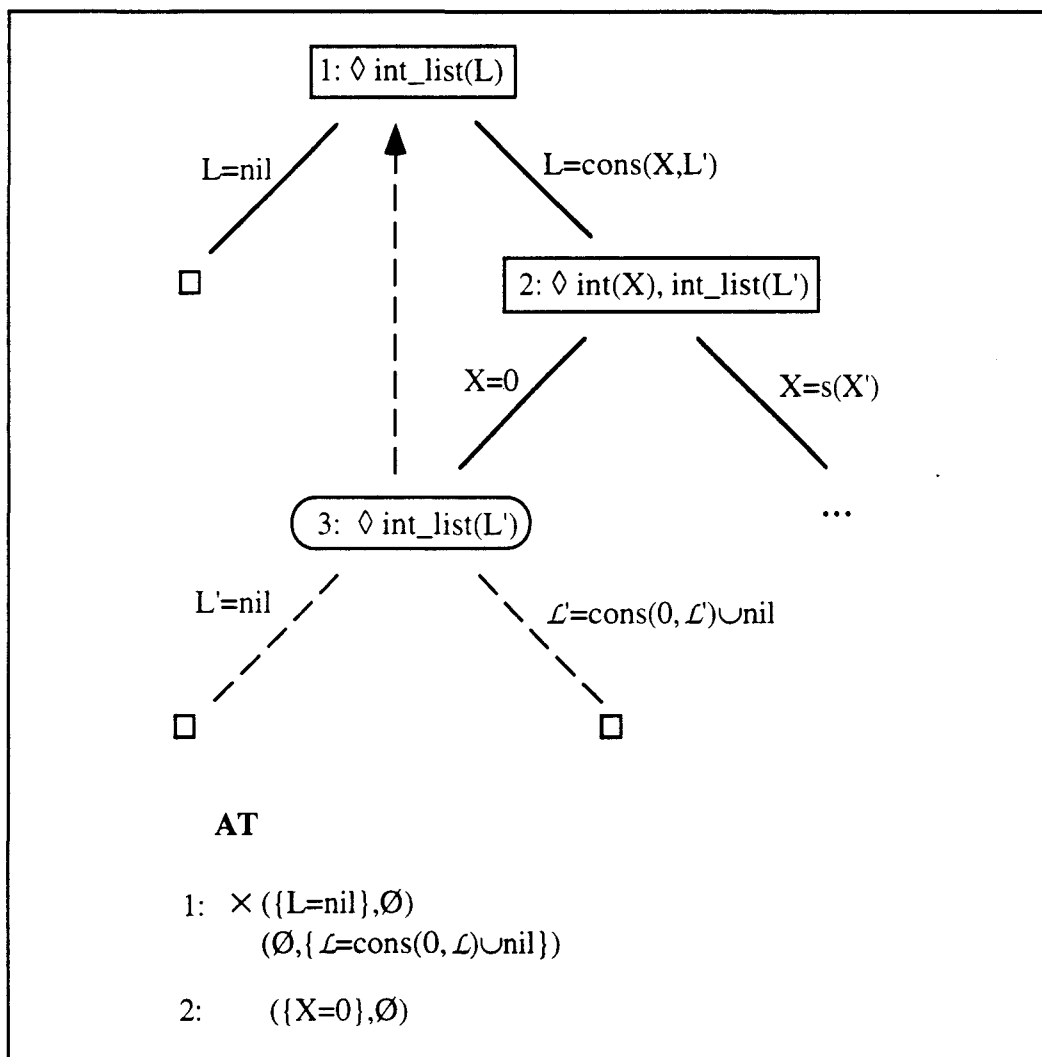 1: ◊ int_list(L)
L=nil
L=cons(X,L')
2: ◊ int(X), int_list(L')
X=0
X=s(X')
3: ◊ int_list(L')
...
L'=nil
ℒ'=cons(0,ℒ')∪nil
AT
1: ×({L=nil},Ø)
(Ø,{ℒ=cons(0,ℒ)∪nil})
2: ({X=0},Ø)